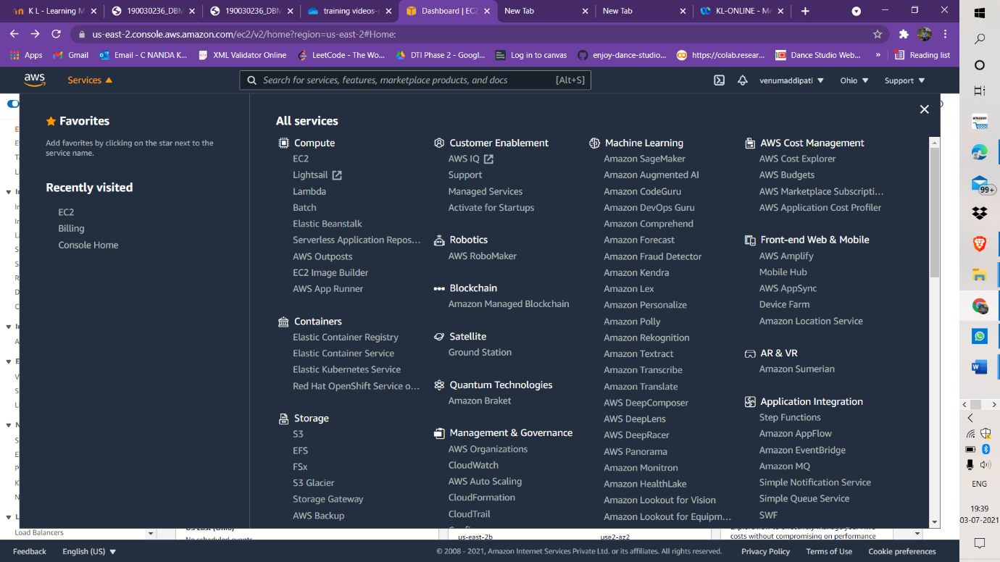 K L - Learning M
190030236_DBM
190030236_DBM
training videos -
Dashboard | EC2
New Tab
New Tab
KL-ONLINE - Me
us-east-2.console.aws.amazon.com/ec2/v2/home?region=us-east-2#Home:
Apps
Gmail
Email - C NANDA K...
XML Validator Online
LeetCode - The Wo...
DTI Phase 2 - Googl...
Log in to canvas
enjoy-dance-studio...
https://colab.resear...
Dance Studio Web...
»
Reading list
aws
Services
Search for services, features, marketplace products, and docs
[Alt+S]
venumaddipati
Ohio
Support
Favorites
Add favorites by clicking on the star next to the
service name.
Recently visited
EC2
Billing
Console Home
All services
Compute
EC2
Lightsail
Lambda
Batch
Elastic Beanstalk
Serverless Application Repos...
AWS Outposts
EC2 Image Builder
AWS App Runner
Containers
Elastic Container Registry
Elastic Container Service
Elastic Kubernetes Service
Red Hat OpenShift Service o...
Storage
S3
EFS
FSx
S3 Glacier
Storage Gateway
AWS Backup
Customer Enablement
AWS IQ
Support
Managed Services
Activate for Startups
Robotics
AWS RoboMaker
Blockchain
Amazon Managed Blockchain
Satellite
Ground Station
Quantum Technologies
Amazon Braket
Management & Governance
AWS Organizations
CloudWatch
AWS Auto Scaling
CloudFormation
CloudTrail
Machine Learning
Amazon SageMaker
Amazon Augmented AI
Amazon CodeGuru
Amazon DevOps Guru
Amazon Comprehend
Amazon Forecast
Amazon Fraud Detector
Amazon Kendra
Amazon Lex
Amazon Personalize
Amazon Polly
Amazon Rekognition
Amazon Textract
Amazon Transcribe
Amazon Translate
AWS DeepComposer
AWS DeepLens
AWS DeepRacer
AWS Panorama
Amazon Monitron
Amazon HealthLake
Amazon Lookout for Vision
Amazon Lookout for Equipm...
AWS Cost Management
AWS Cost Explorer
AWS Budgets
AWS Marketplace Subscripti...
AWS Application Cost Profiler
Front-end Web & Mobile
AWS Amplify
Mobile Hub
AWS AppSync
Device Farm
Amazon Location Service
AR & VR
Amazon Sumerian
Application Integration
Step Functions
Amazon AppFlow
Amazon EventBridge
Amazon MQ
Simple Notification Service
Simple Queue Service
SWF
Load Balancers
us-east-2b
use2-az2
costs without compromising on performance
Feedback
English (US)
© 2008 - 2021, Amazon Internet Services Private Ltd. or its affiliates. All rights reserved.
Privacy Policy
Terms of Use
Cookie preferences
amazon
99+
ENG
19:39
03-07-2021